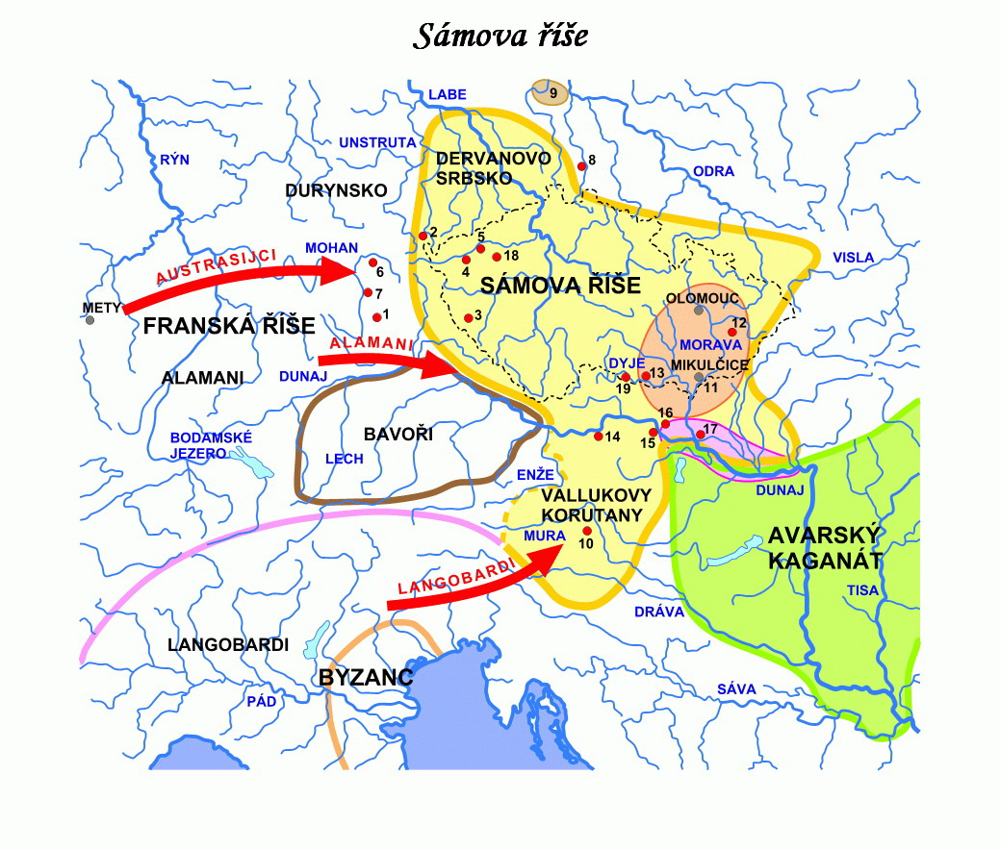 Sámova říše
LABE
9
UNSTRUTA
RÝN
DERVANOVO
SRBSKO
8
ODRA
DURYNSKO
2
5
MOHAN
18
VISLA
AUSTRASIJCI
6
4
SÁMOVA ŘÍŠE
7
OLOMOUC
METY
1
3
12
FRANSKÁ ŘÍŠE
ALAMANI
MORAVA
DYJE
13
MIKULČICE
ALAMANI
DUNAJ
19
11
16
BAVOŘI
14
15
17
BODAMSKÉ
JEZERO
LECH
ENŽE
DUNAJ
VALLUKOVY
KORUTANY
MURA
10
AVARSKÝ
KAGANÁT
LANGOBARDI
TISA
DRÁVA
LANGOBARDI
BYZANC
SÁVA
PÁD